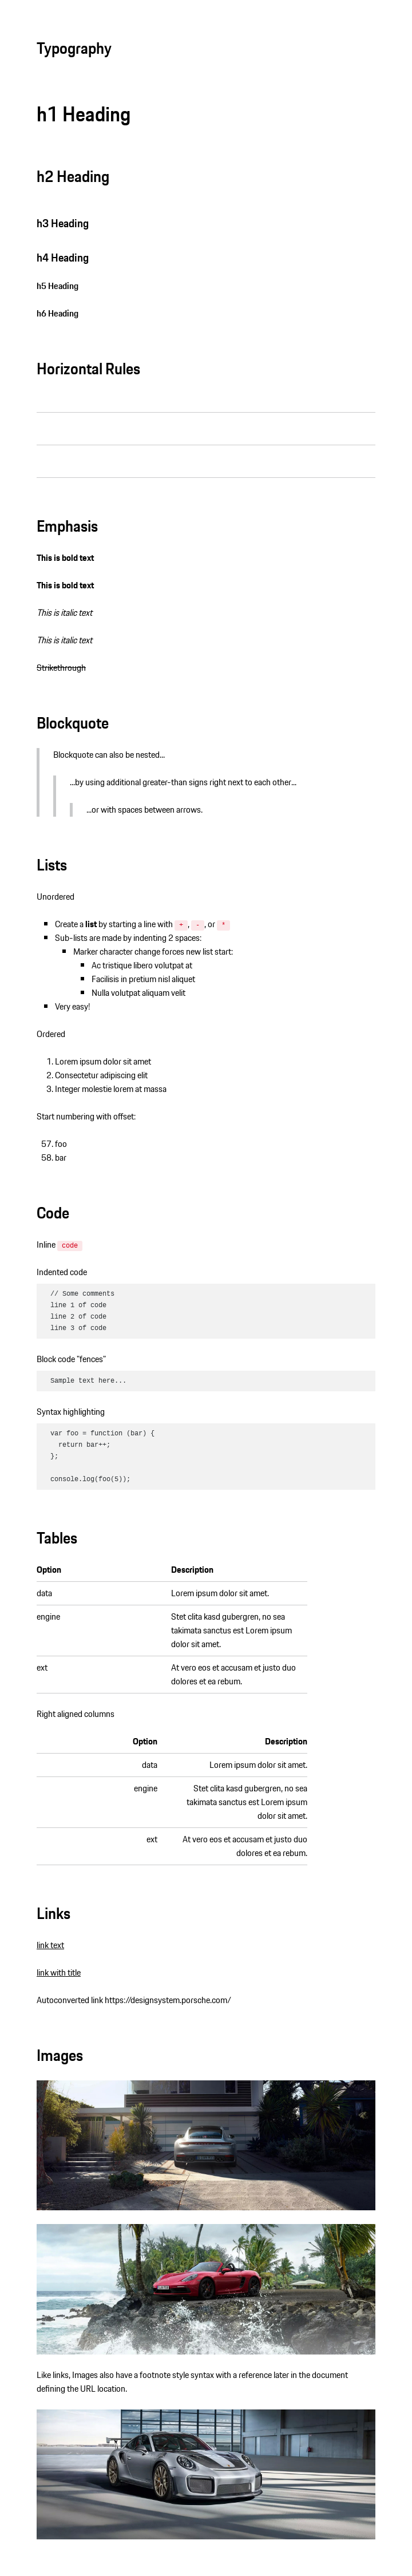 Typography
h1 Heading
h2 Heading
h3 Heading
h4 Heading
h5 Heading
h6 Heading
Horizontal Rules
Emphasis
This is bold text
This is bold text
This is italic text
This is italic text
Strikethrough
Blockquote
Blockquote can also be nested...
...by using additional greater-than signs right next to each other...
...or with spaces between arrows.
Lists
Unordered
Create a list by starting a line with +, -, or *
Sub-lists are made by indenting 2 spaces:
Marker character change forces new list start:
Ac tristique libero volutpat at
Facilisis in pretium nisl aliquet
Nulla volutpat aliquam velit
Very easy!
Ordered
1. Lorem ipsum dolor sit amet
2. Consectetur adipiscing elit
3. Integer molestie lorem at massa
Start numbering with offset:
57. foo
58. bar
Code
Inline code
Indented code
// Some comments
line 1 of code
line 2 of code
line 3 of code
Block code "fences"
Sample text here...
Syntax highlighting
var foo = function (bar) {
  return bar++;
};
console.log(foo(5));
Tables
Option Description
data Lorem ipsum dolor sit amet.
engine Stet clita kasd gubergren, no sea
takimata sanctus est Lorem ipsum
dolor sit amet.
ext At vero eos et accusam et justo duo
dolores et ea rebum.
Right aligned columns
Option Description
data Lorem ipsum dolor sit amet.
engine Stet clita kasd gubergren, no sea
takimata sanctus est Lorem ipsum
dolor sit amet.
ext At vero eos et accusam et justo duo
dolores et ea rebum.
Links
link text
link with title
Autoconverted link https://designsystem.porsche.com/
Images
Like links, Images also have a footnote style syntax with a reference later in the document
defining the URL location.